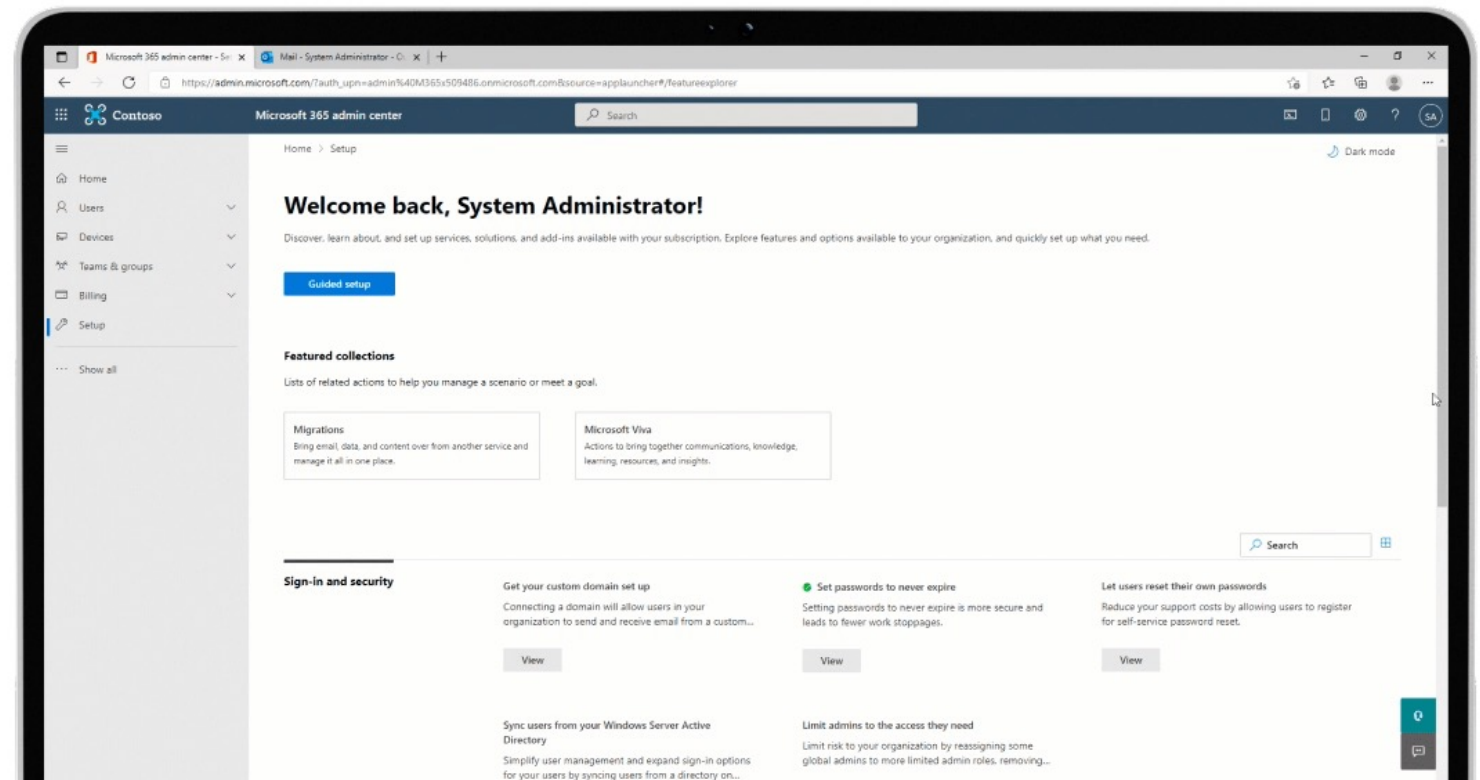 Microsoft 365 admin center - Se
Mail - System Administrator - O
https://admin.microsoft.com/?auth_upn=admin%40M365x509486.onmicrosoft.com&source=applauncher#/featureexplorer
Contoso
Microsoft 365 admin center
Search
SA
Home > Setup
Dark mode
Home
Users
Devices
Teams & groups
Billing
Setup
Show all
Welcome back, System Administrator!
Discover, learn about, and set up services, solutions, and add-ins available with your subscription. Explore features and options available to your organization, and quickly set up what you need.
Guided setup
Featured collections
Lists of related actions to help you manage a scenario or meet a goal.
Migrations
Bring email, data, and content over from another service and
manage it all in one place.
Microsoft Viva
Actions to bring together communications, knowledge,
learning, resources, and insights.
Search
Sign-in and security
Get your custom domain set up
Connecting a domain will allow users in your
organization to send and receive email from a custom...
View
Set passwords to never expire
Setting passwords to never expire is more secure and
leads to fewer work stoppages.
View
Let users reset their own passwords
Reduce your support costs by allowing users to register
for self-service password reset.
View
Sync users from your Windows Server Active
Directory
Simplify user management and expand sign-in options
for your users by syncing users from a directory on...
Limit admins to the access they need
Limit risk to your organization by reassigning some
global admins to more limited admin roles, removing...